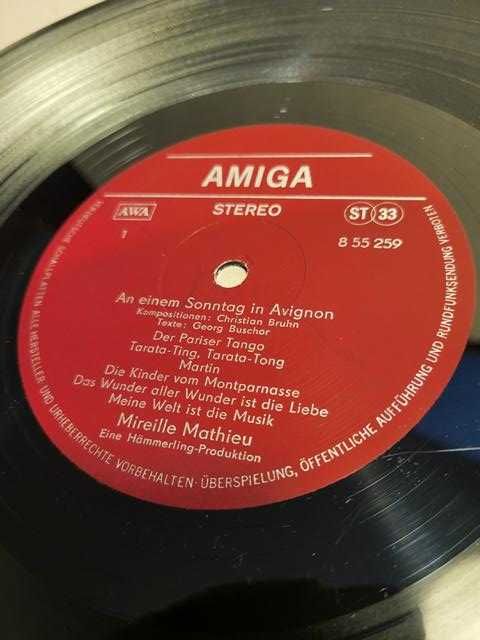 AMIGA
AWA STEREO ST 33
1 8 55 259
An einem Sonntag in Avignon
Kompositionen: Christian Bruhn
Texte: Georg Buschor
Der Pariser Tango
Tarata-Ting, Tarata-Tong
Martin
Die Kinder vom Montparnasse
Das Wunder aller Wunder ist die Liebe
Meine Welt ist die Musik
Mireille Mathieu
Eine Hämmerling-Produktion
SCHALLPLATTEN ALLE HERSTELLER UND URHEBERRECHTE VORBEHALTEN · ÜBERSPIELUNG, ÖFFENTLICHE AUFFÜHRUNG UND RUNDFUNKSENDUNG VERBOTEN